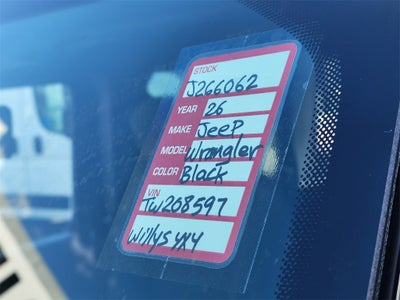 STOCK
J266062
YEAR 26
MAKE Jeep
MODEL Wrangler
COLOR Black
VIN
TW208597
Willys 4X4